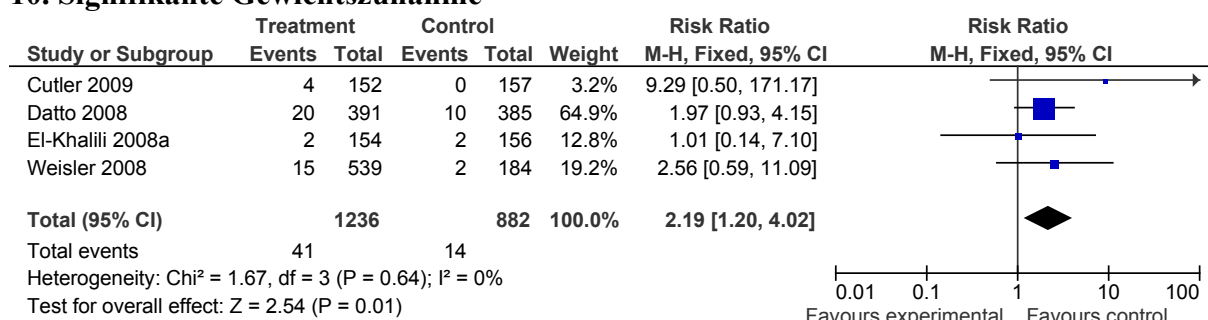 10. Signifikante Gewichtszunahme
Treatment Control Risk Ratio Risk Ratio
Study or Subgroup Events Total Events Total Weight M-H, Fixed, 95% CI M-H, Fixed, 95% CI
Cutler 2009 4 152 0 157 3.2% 9.29 [0.50, 171.17]
Datto 2008 20 391 10 385 64.9% 1.97 [0.93, 4.15]
El-Khalili 2008a 2 154 2 156 12.8% 1.01 [0.14, 7.10]
Weisler 2008 15 539 2 184 19.2% 2.56 [0.59, 11.09]
Total (95% CI) 1236 882 100.0% 2.19 [1.20, 4.02]
Total events 41 14
Heterogeneity: Chi² = 1.67, df = 3 (P = 0.64); I² = 0%
Test for overall effect: Z = 2.54 (P = 0.01)
0.01 0.1 1 10 100
Favours experimental Favours control